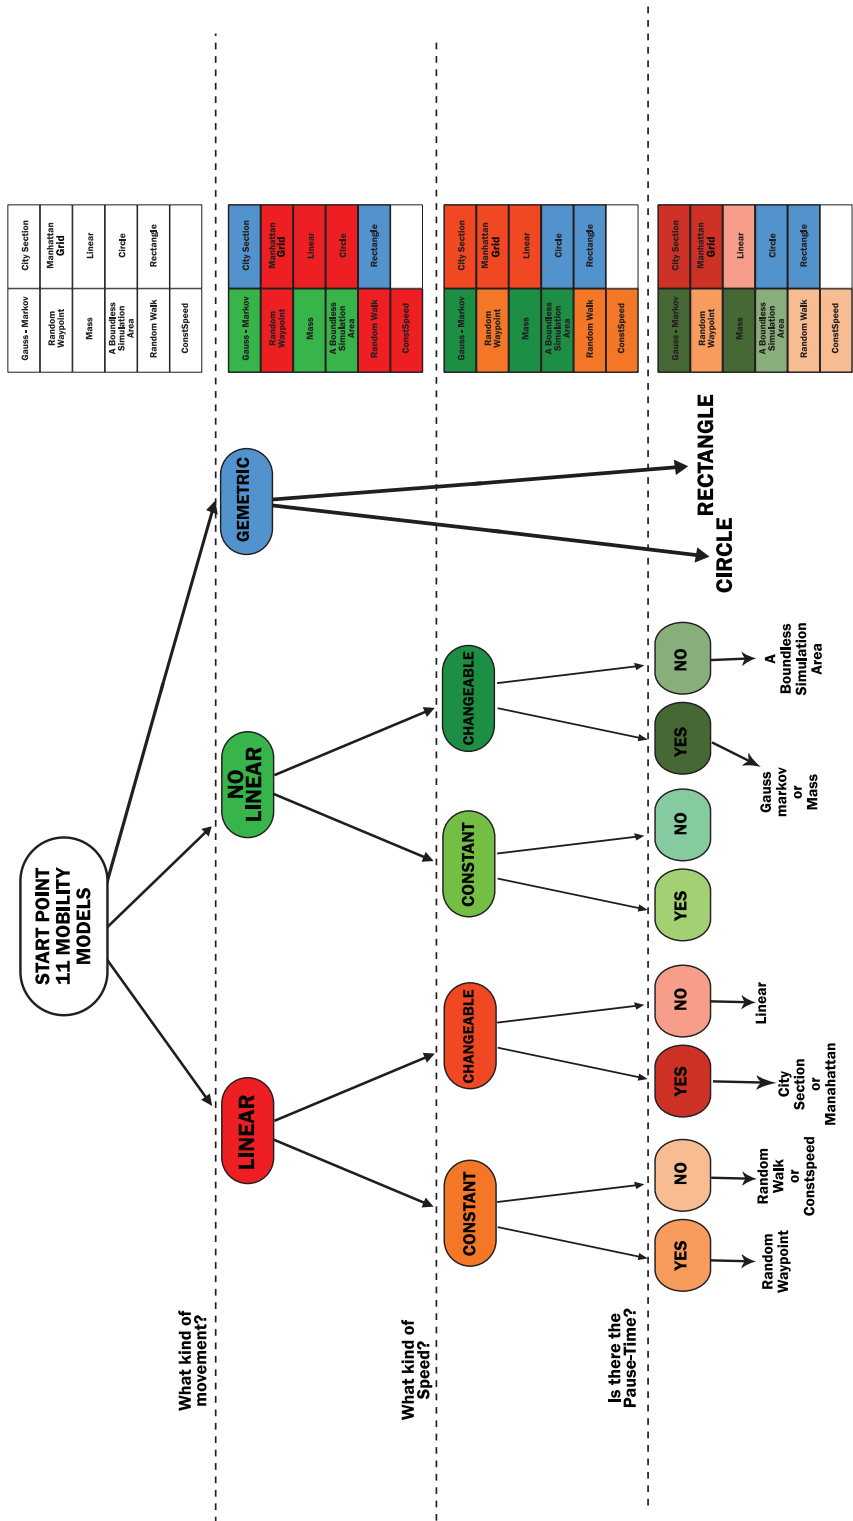 START POINT
11 MOBILITY
MODELS
Gauss - Markov
City Section
Random
Waypoint
Manhattan
Grid
Mass
Linear
A Boundless
Simulation
Area
Circle
Random Walk
Rectangle
ConstSpeed
What kind of
movement?
LINEAR
NO
LINEAR
GEMETRIC
Gauss - Markov
City Section
Random
Waypoint
Manhattan
Grid
Mass
Linear
A Boundless
Simulation
Area
Circle
Random Walk
Rectangle
ConstSpeed
What kind of
Speed?
CONSTANT
CHANGEABLE
CONSTANT
CHANGEABLE
Gauss - Markov
City Section
Random
Waypoint
Manhattan
Grid
Mass
Linear
A Boundless
Simulation
Area
Circle
Random Walk
Rectangle
ConstSpeed
Is there the
Pause-Time?
YES
NO
YES
NO
YES
NO
YES
NO
CIRCLE
RECTANGLE
Gauss - Markov
City Section
Random
Waypoint
Manhattan
Grid
Mass
Linear
A Boundless
Simulation
Area
Circle
Random Walk
Rectangle
ConstSpeed
Random
Waypoint
Random
Walk
or
Constspeed
City
Section
or
Manahattan
Linear
Gauss
markov
or
Mass
A
Boundless
Simulation
Area